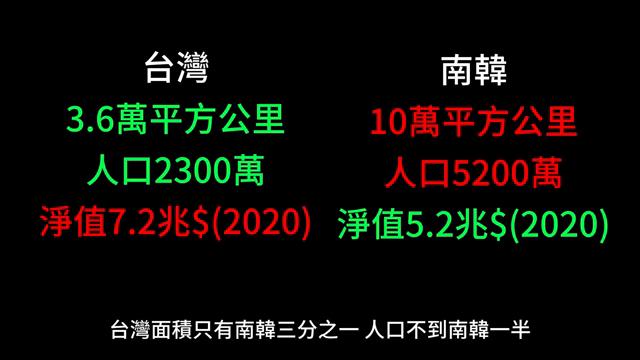 台灣
3.6萬平方公里
人口2300萬
淨值7.2兆$(2020)
南韓
10萬平方公里
人口5200萬
淨值5.2兆$(2020)
台灣面積只有南韓三分之一 人口不到南韓一半